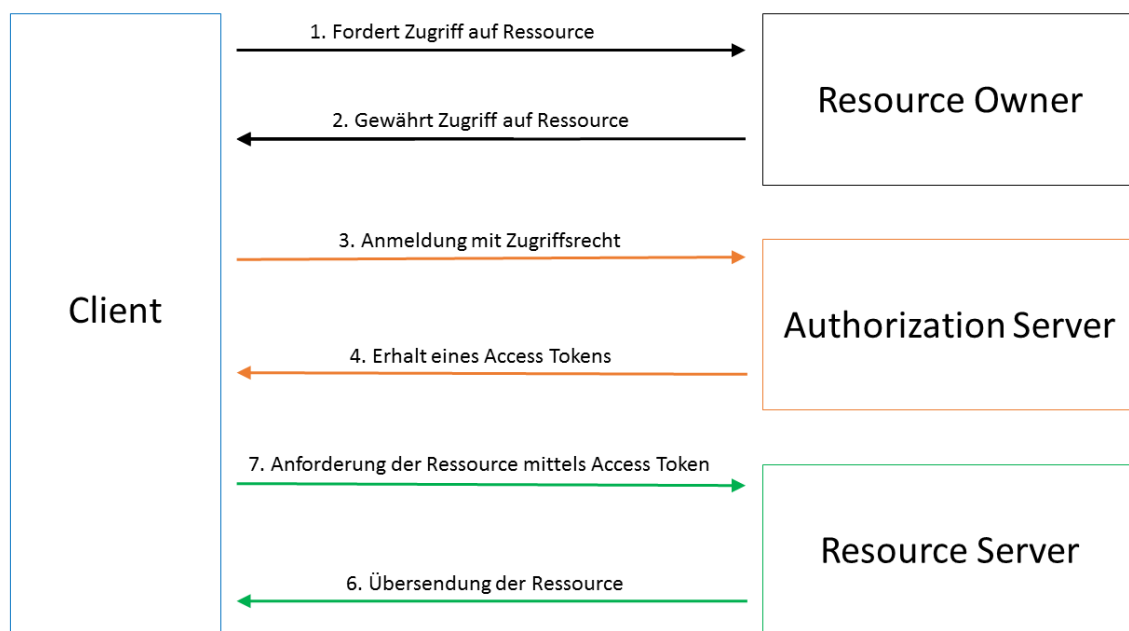 1. Fordert Zugriff auf Ressource
Resource Owner
2. Gewährt Zugriff auf Ressource
3. Anmeldung mit Zugriffsrecht
Client
Authorization Server
4. Erhalt eines Access Tokens
7. Anforderung der Ressource mittels Access Token
Resource Server
6. Übersendung der Ressource